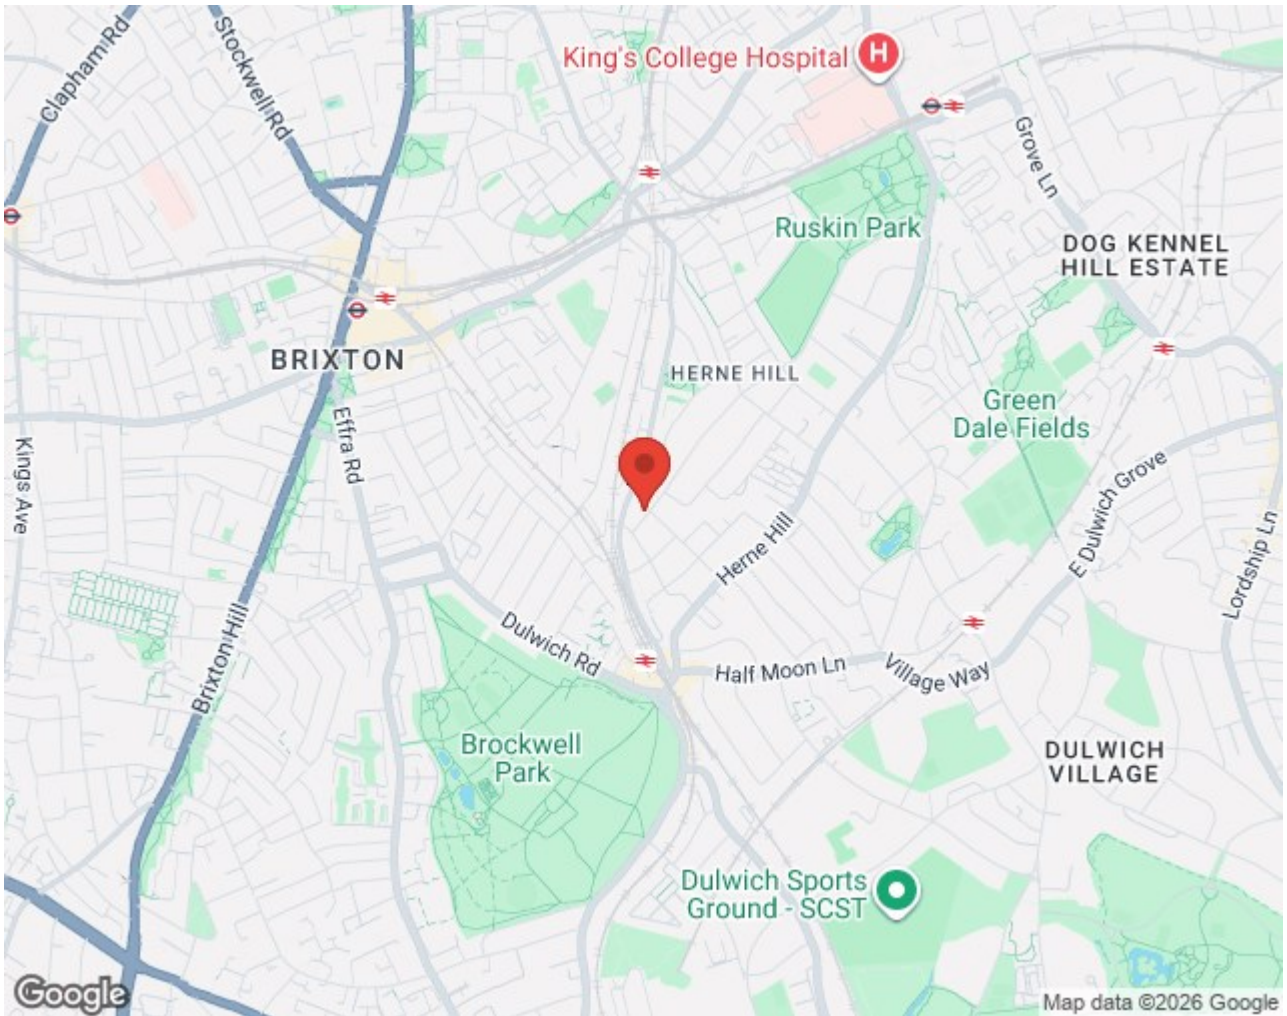 Clapham Rd
Stockwell Rd
King's College Hospital
H
Grove Ln
Ruskin Park
DOG KENNEL
HILL ESTATE
BRIXTON
HERNE HILL
Effra Rd
Kings Ave
Green
Dale Fields
E Dulwich Grove
Lordship Ln
Herne Hill
Brixton Hill
Dulwich Rd
Half Moon Ln
Village Way
Brockwell
Park
DULWICH
VILLAGE
Dulwich Sports
Ground - SCST
Google
Map data ©2026 Google